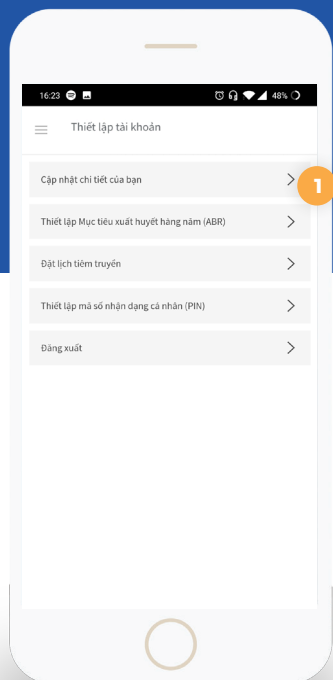 16:23
48%
Thiết lập tài khoản
Cập nhật chi tiết của bạn
1
Thiết lập Mục tiêu xuất huyết hàng năm (ABR)
Đặt lịch tiêm truyền
Thiết lập mã số nhận dạng cá nhân (PIN)
Đăng xuất